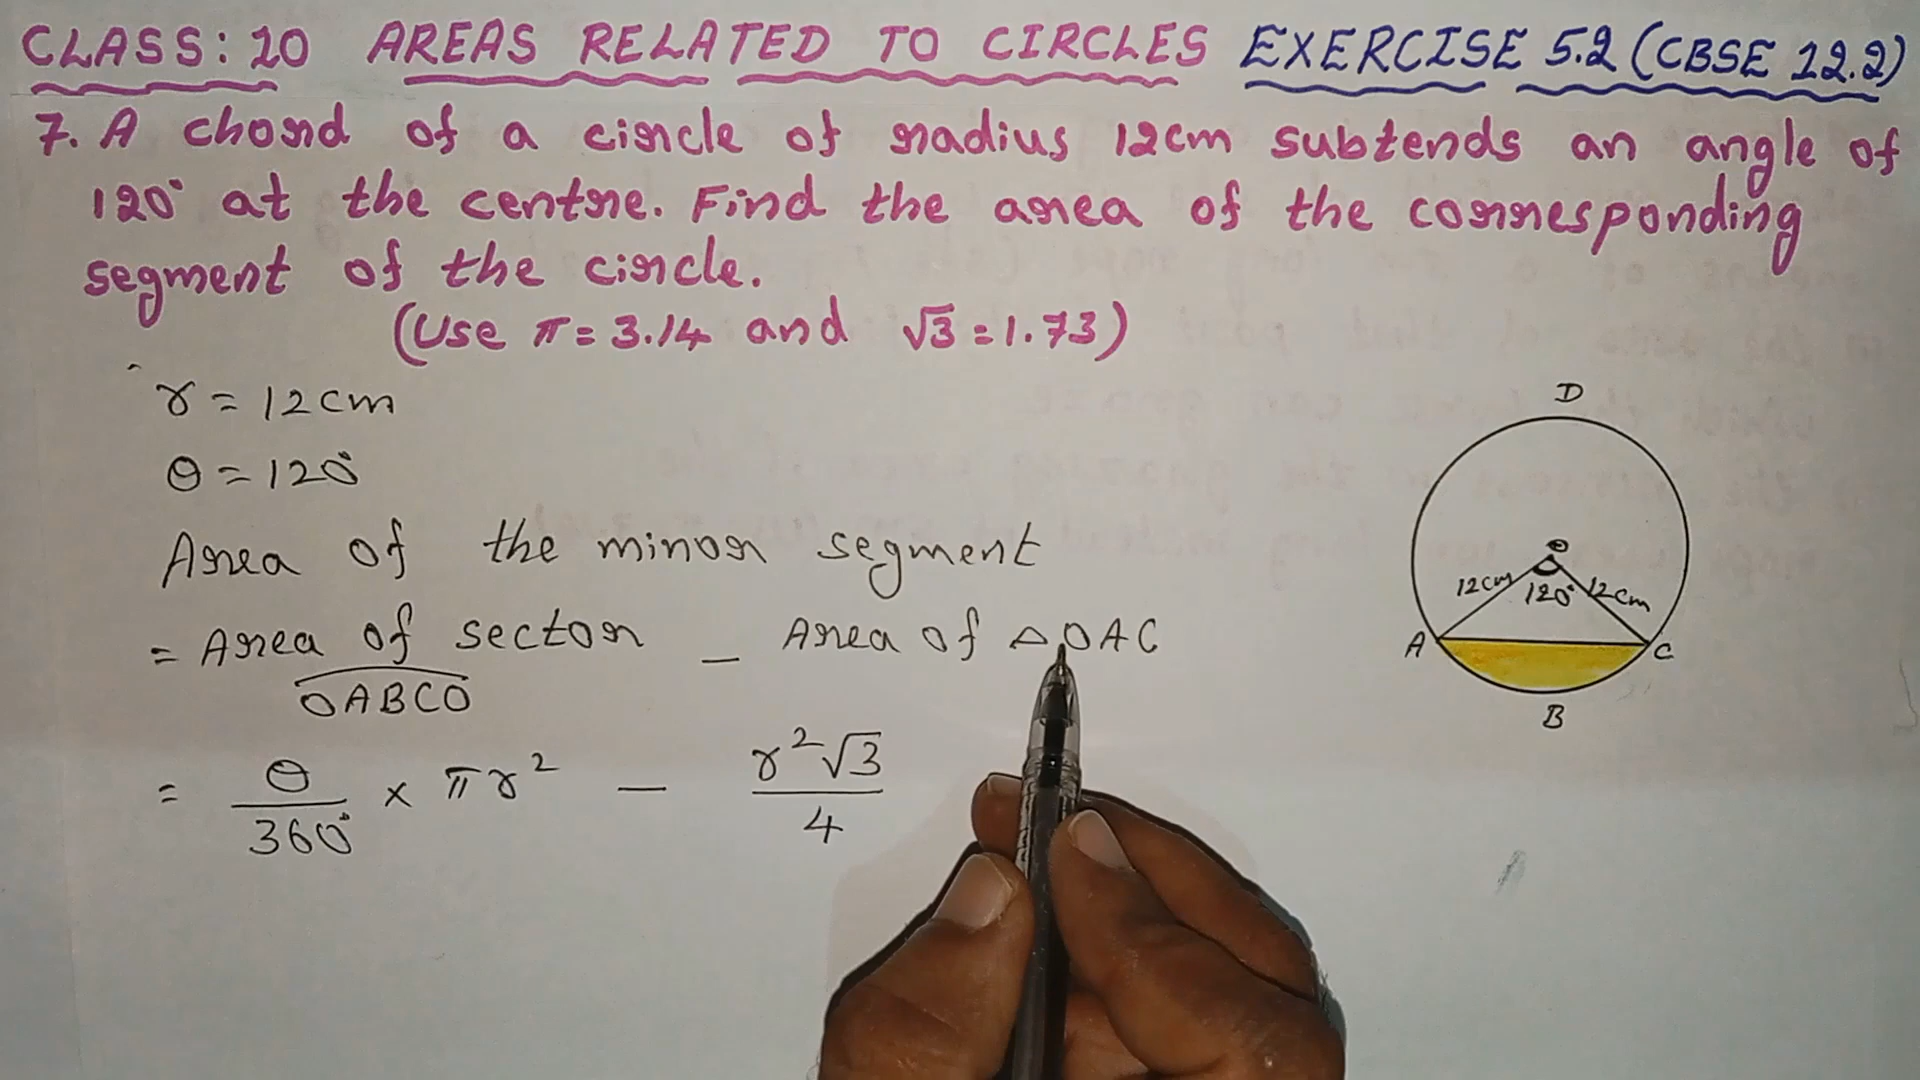 CLASS: 10 AREAS RELATED TO CIRCLES EXERCISE 5.2 (CBSE 12.2)
7. A chord of a circle of radius 12cm subtends an angle of
120° at the centre. Find the area of the corresponding
segment of the circle.
(Use π = 3.14 and √3 = 1.73)
r = 12cm
θ = 120°
Area of the minor segment
= Area of sector − Area of △OAC
OABCO
= θ/360° × πr² − r²√3/4
D
O
12cm 120° 12cm
A C
B